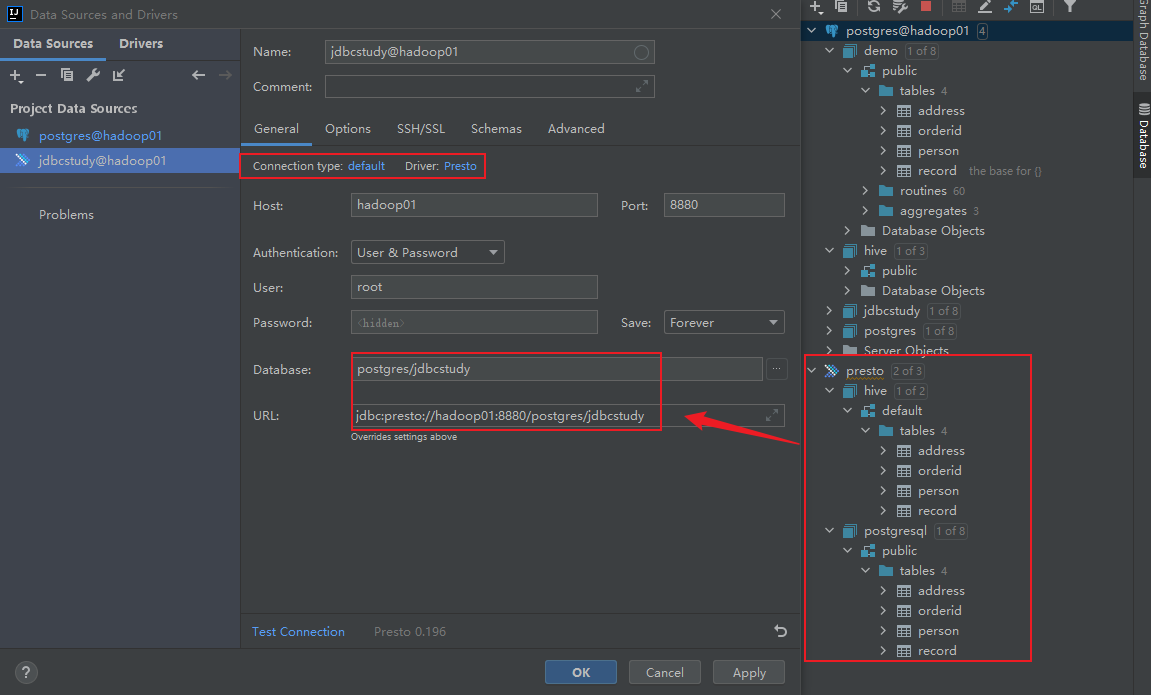 Data Sources and Drivers
Data Sources Drivers
Project Data Sources
postgres@hadoop01
jdbcstudy@hadoop01
Problems
Name: jdbcstudy@hadoop01
Comment:
General Options SSH/SSL Schemas Advanced
Connection type: default Driver: Presto
Host: hadoop01 Port: 8880
Authentication: User & Password
User: root
Password: <hidden> Save: Forever
Database: postgres/jdbcstudy ...
URL: jdbc:presto://hadoop01:8880/postgres/jdbcstudy
Overrides settings above
Test Connection Presto 0.196
? OK Cancel Apply
QL
postgres@hadoop01 4
demo 1 of 8
public
tables 4
address
orderid
person
record the base for {}
routines 60
aggregates 3
Database Objects
hive 1 of 3
public
Database Objects
jdbcstudy 1 of 8
postgres 1 of 8
Server Objects
presto 2 of 3
hive 1 of 2
default
tables 4
address
orderid
person
record
postgresql 1 of 8
public
tables 4
address
orderid
person
record
Graph Database
Database